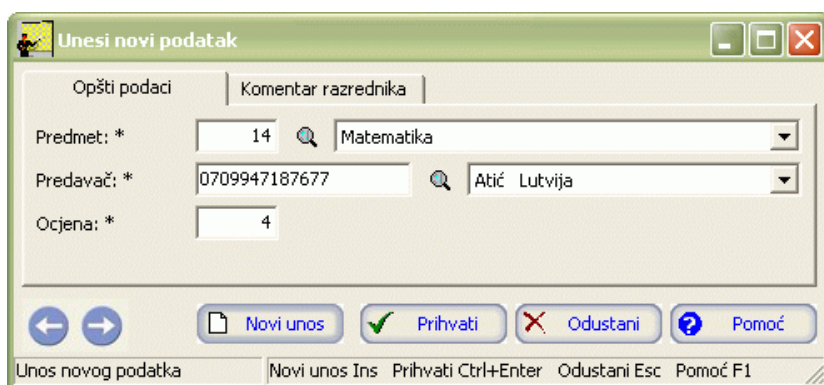 Unesi novi podatak
Opšti podaci Komentar razrednika
Predmet: * 14 Matematika
Predavač: * 0709947187677 Atić Lutvija
Ocjena: * 4
Novi unos Prihvati Odustani Pomoć
Unos novog podatka Novi unos Ins Prihvati Ctrl+Enter Odustani Esc Pomoć F1